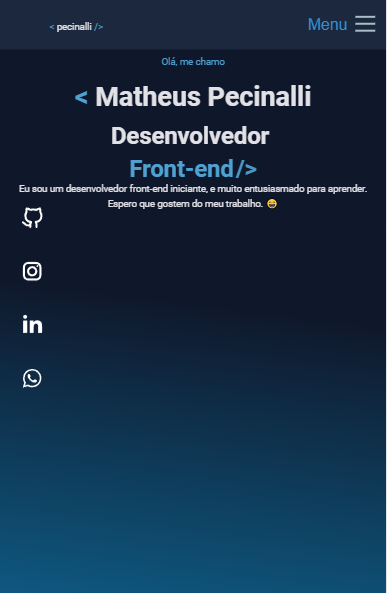 < pecinalli />
Menu
Olá, me chamo
< Matheus Pecinalli
Desenvolvedor
Front-end/>
Eu sou um desenvolvedor front-end iniciante, e muito entusiasmado para aprender.
Espero que gostem do meu trabalho. 😄